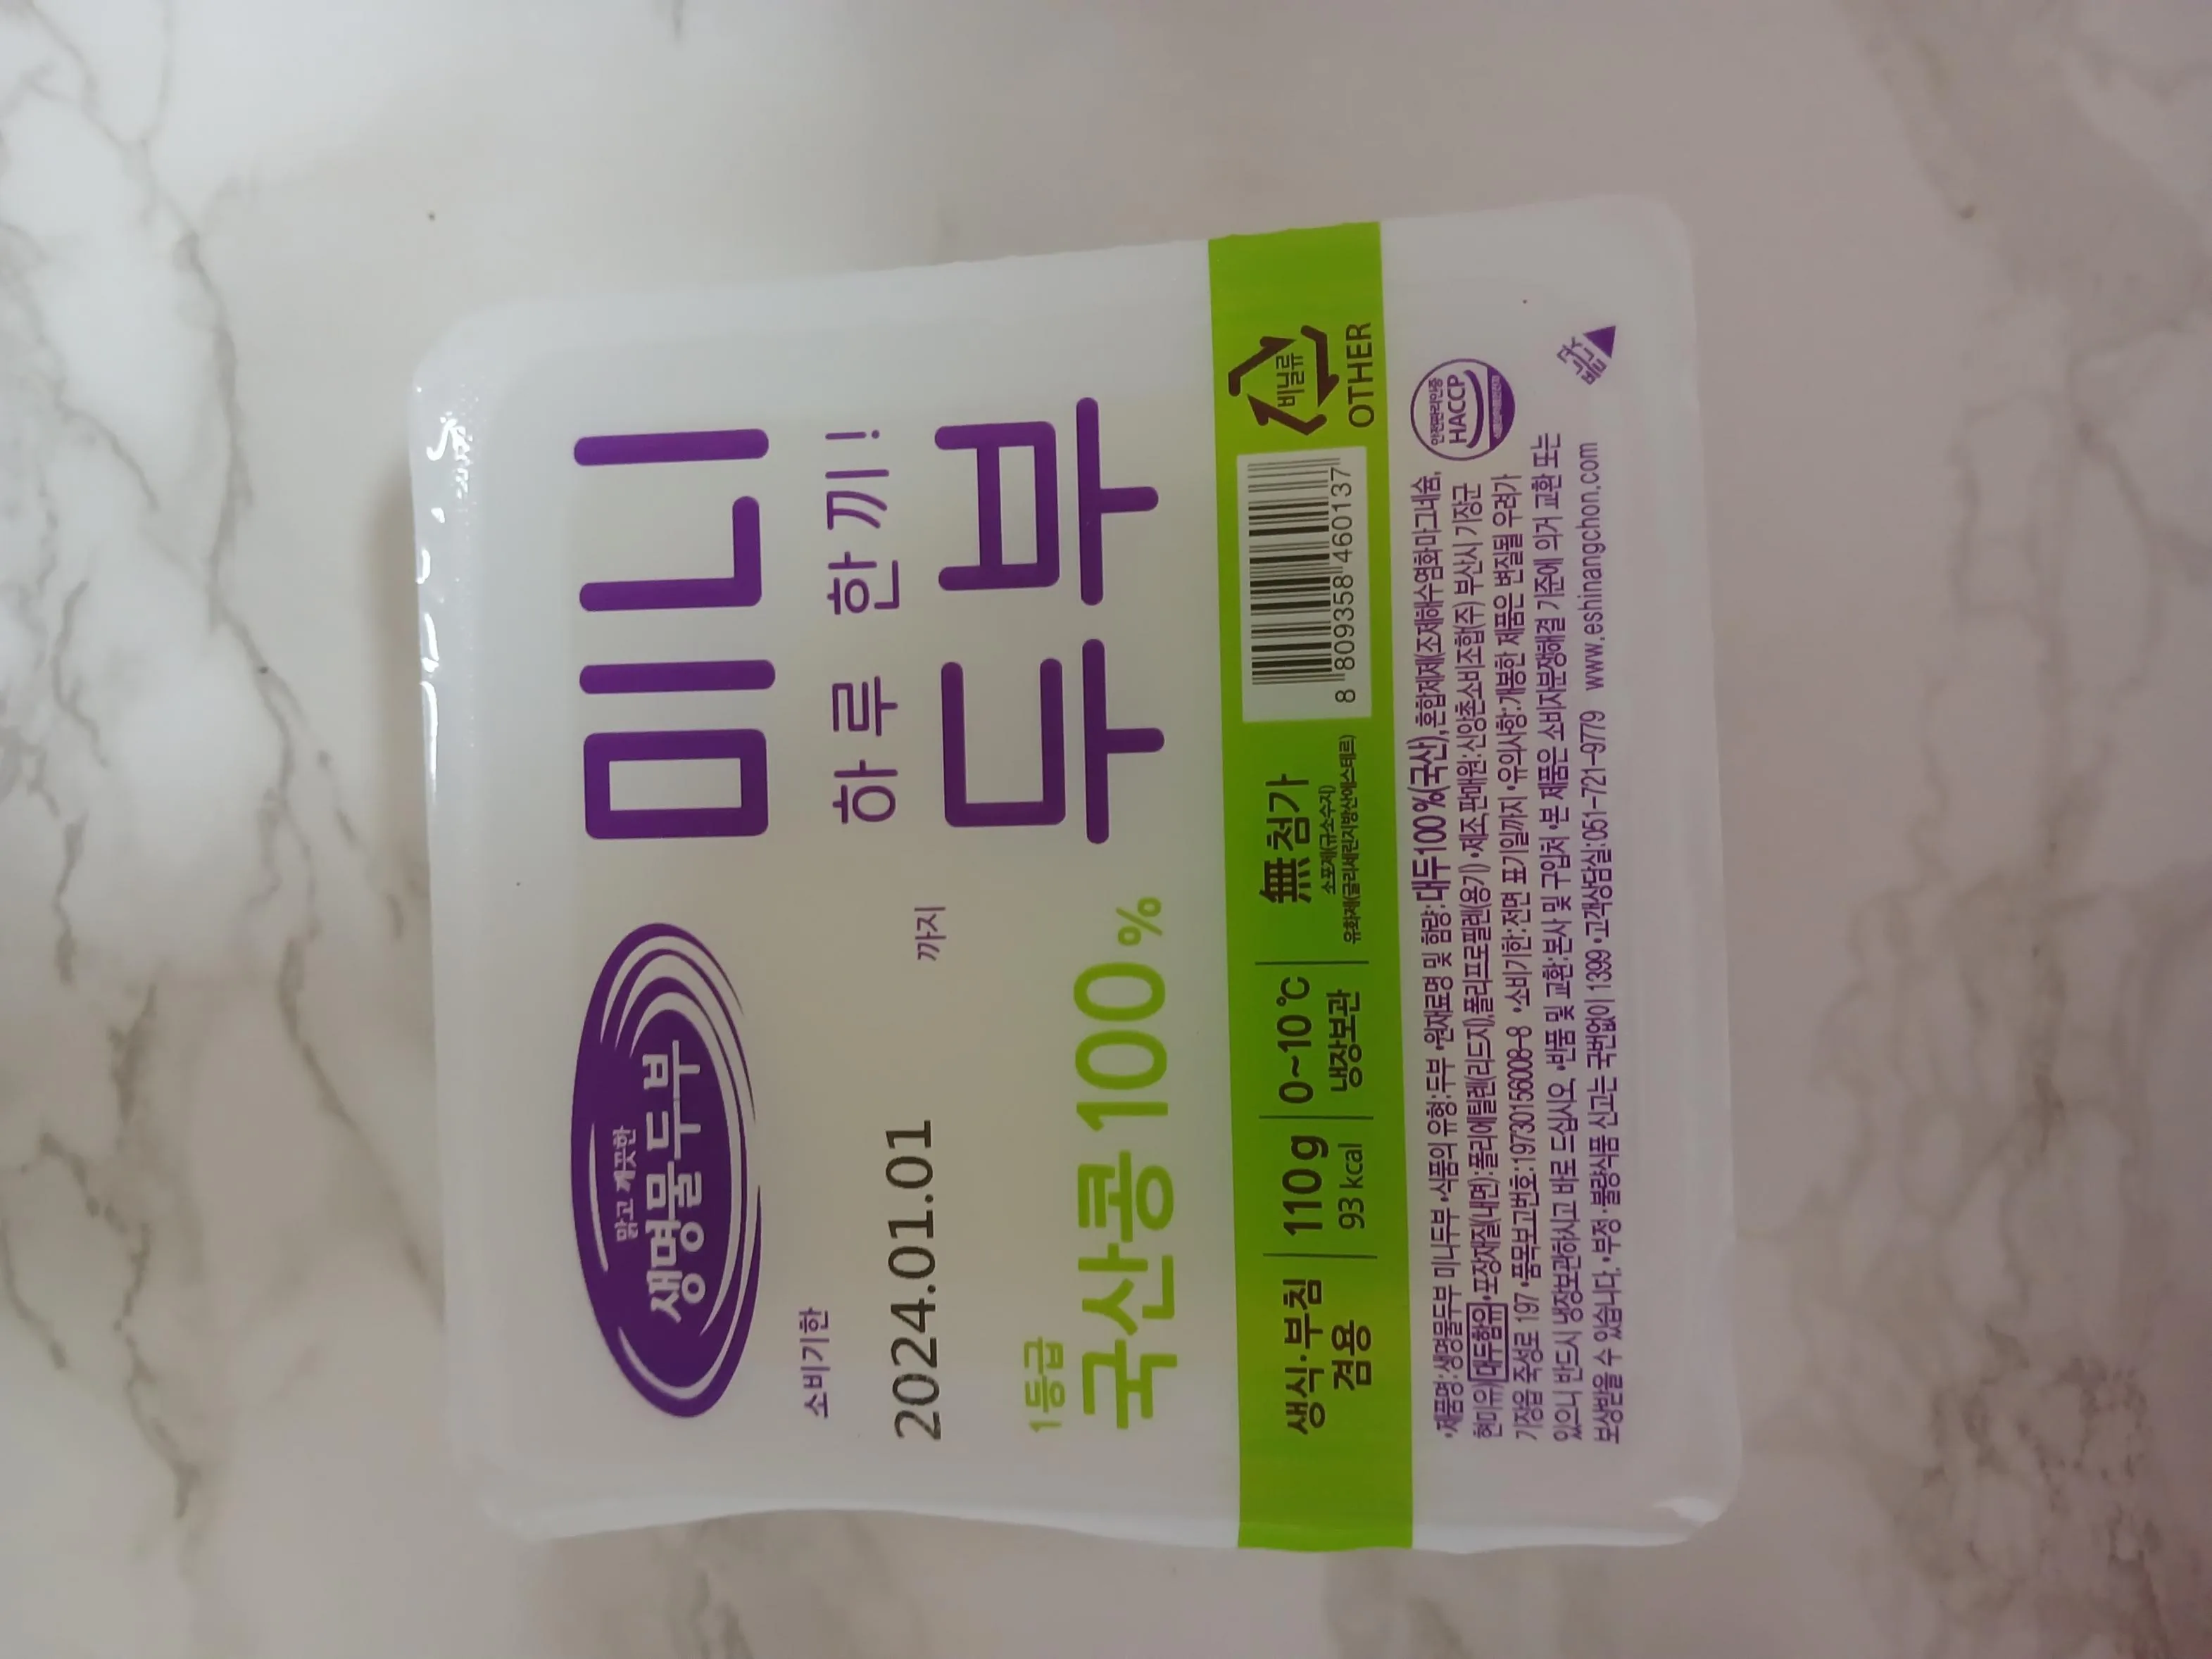 맑고 깨끗한
생명물두부
미니
하루 한끼!
두부
소비기한
2024.01.01
까지
1등급
국산콩 100%
생식·부침
겸용
110g
93 kcal
0~10℃
냉장보관
無첨가
소포제(규소수지)
유화제(글리세린지방산에스테르)
8 809358 460137
비닐류
OTHER
•제품명:생명물두부 미니두부 •식품의 유형:두부 •원재료명 및 함량:대두100%(국산),혼합제제(조제해수염화마그네슘,
현미유) 대두함유 •포장재질(내면):폴리에틸렌(리드지),폴리프로필렌(용기) •제조,판매원:신앙촌소비조합(주) 부산시 기장군
기장읍 죽성로 197 •품목보고번호:19730156008-8 •소비기한:전면 표기일까지 •유의사항:개봉한 제품은 변질될 우려가
있으니 반드시 냉장보관하시고 바로 드십시오. •반품 및 교환:본사 및 구입처 •본 제품은 소비자분쟁해결 기준에 의거 교환 또는
보상받을 수 있습니다. •부정·불량식품 신고는 국번없이 1399 •고객상담실:051-721-9779 www.eshinangchon.com
안전관리인증
HACCP